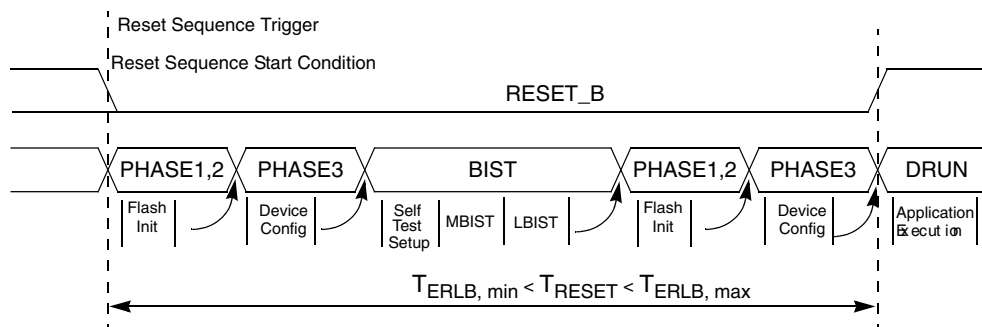 Reset Sequence Trigger
Reset Sequence Start Condition
RESET_B
PHASE1,2 PHASE3 BIST PHASE1,2 PHASE3 DRUN
Flash Init Device Config Self Test Setup MBIST LBIST Flash Init Device Config Application Execution
TERLB, min < TRESET < TERLB, max